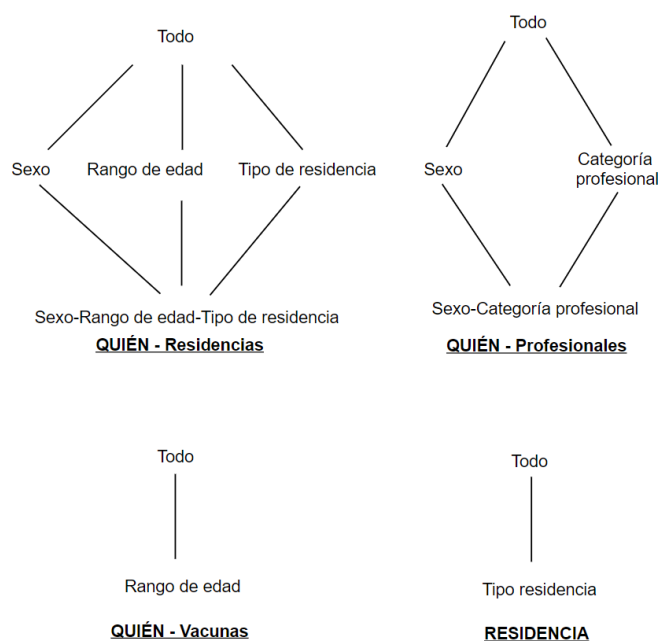 Todo
Sexo
Rango de edad
Tipo de residencia
Sexo-Rango de edad-Tipo de residencia
QUIÉN - Residencias
Todo
Sexo
Categoría
profesional
Sexo-Categoría profesional
QUIÉN - Profesionales
Todo
Rango de edad
QUIÉN - Vacunas
Todo
Tipo residencia
RESIDENCIA